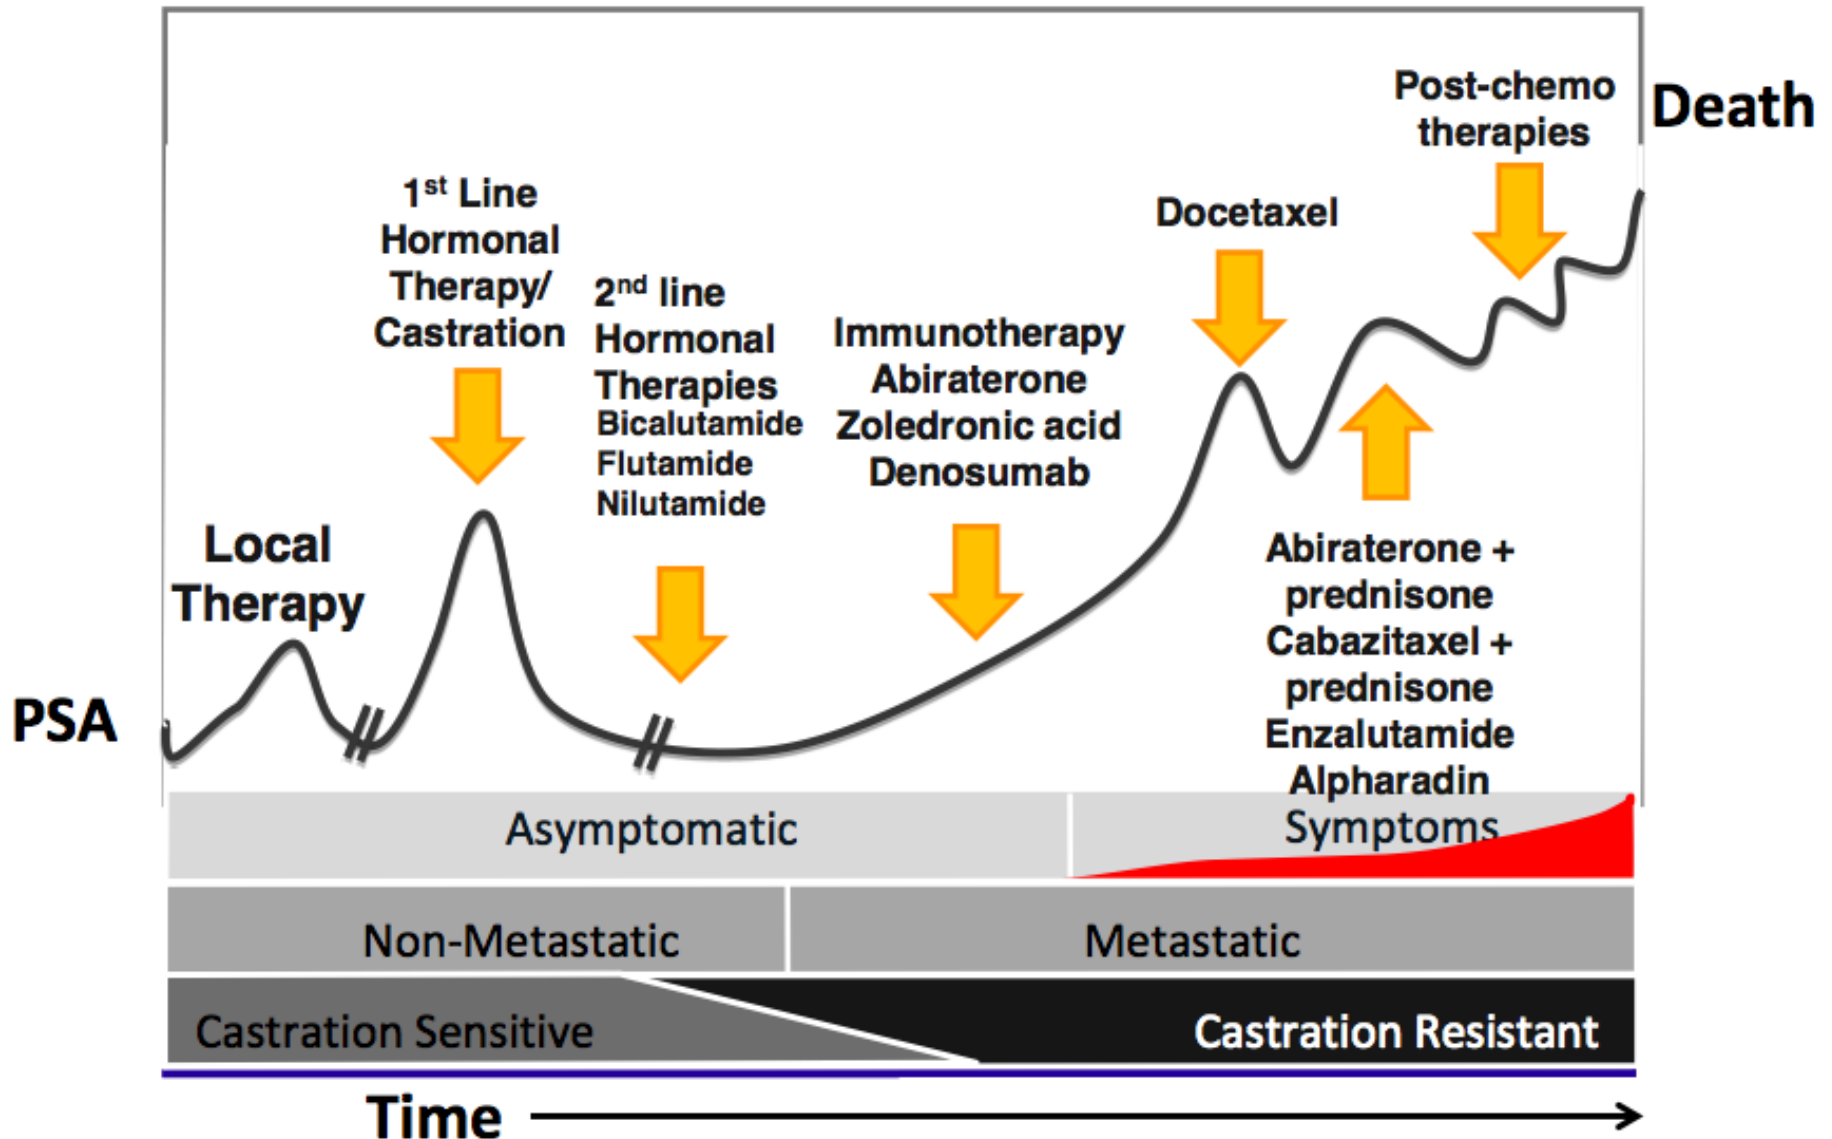 Post-chemo
therapies
Death
1st Line
Hormonal
Therapy/
Castration
2nd line
Hormonal
Therapies
Bicalutamide
Flutamide
Nilutamide
Immunotherapy
Abiraterone
Zoledronic acid
Denosumab
Docetaxel
Local
Therapy
PSA
Abiraterone +
prednisone
Cabazitaxel +
prednisone
Enzalutamide
Alpharadin
Asymptomatic
Symptoms
Non-Metastatic
Metastatic
Castration Sensitive
Castration Resistant
Time